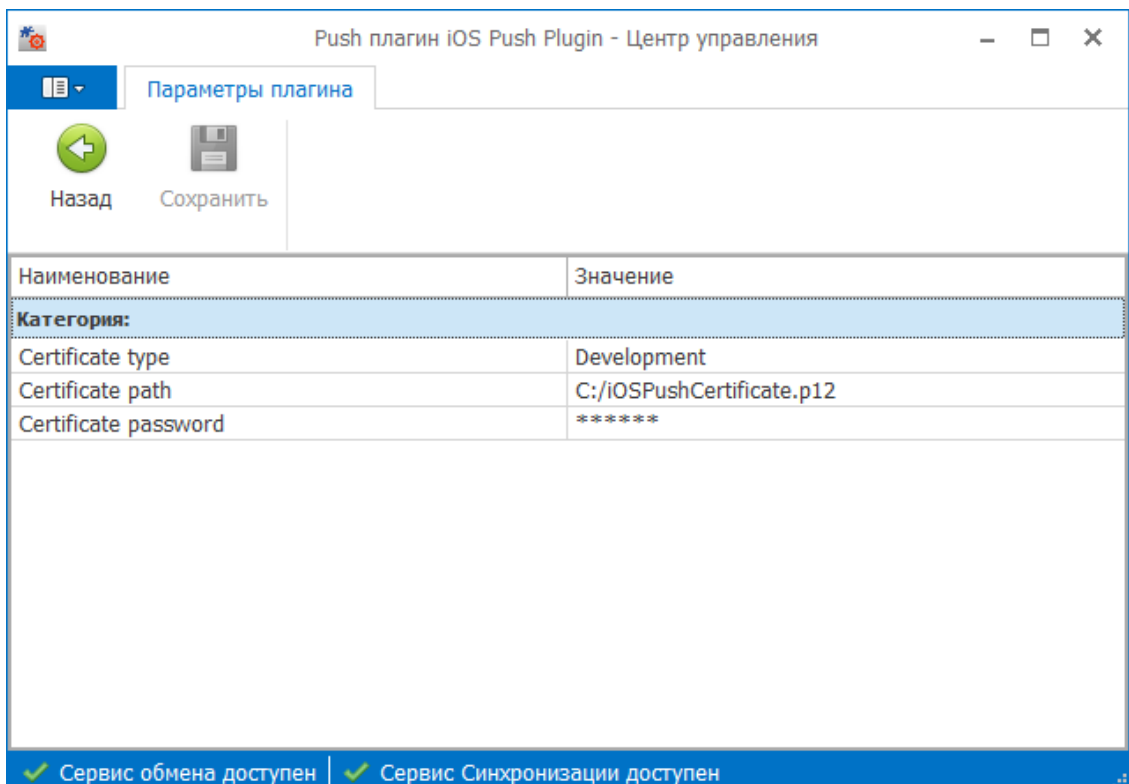 Push плагин iOS Push Plugin - Центр управления
Параметры плагина
Назад Сохранить
Наименование Значение
Категория:
Certificate type Development
Certificate path C:/iOSPushCertificate.p12
Certificate password ******
Сервис обмена доступен Сервис Синхронизации доступен